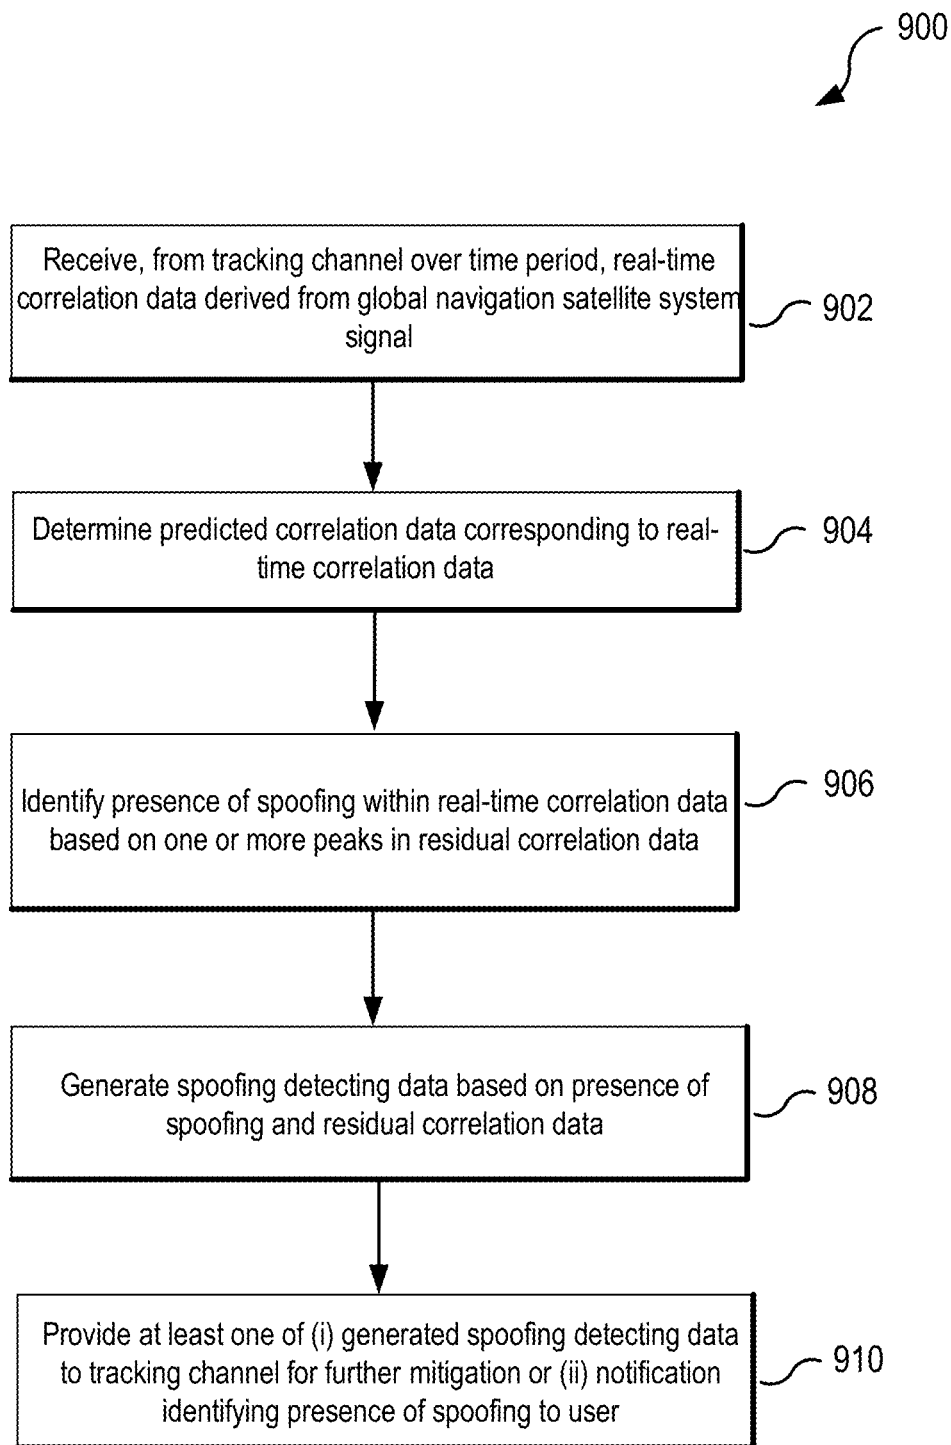 900
Receive, from tracking channel over time period, real-time
correlation data derived from global navigation satellite system
signal
902
Determine predicted correlation data corresponding to real-
time correlation data
904
Identify presence of spoofing within real-time correlation data
based on one or more peaks in residual correlation data
906
Generate spoofing detecting data based on presence of
spoofing and residual correlation data
908
Provide at least one of (i) generated spoofing detecting data
to tracking channel for further mitigation or (ii) notification
identifying presence of spoofing to user
910